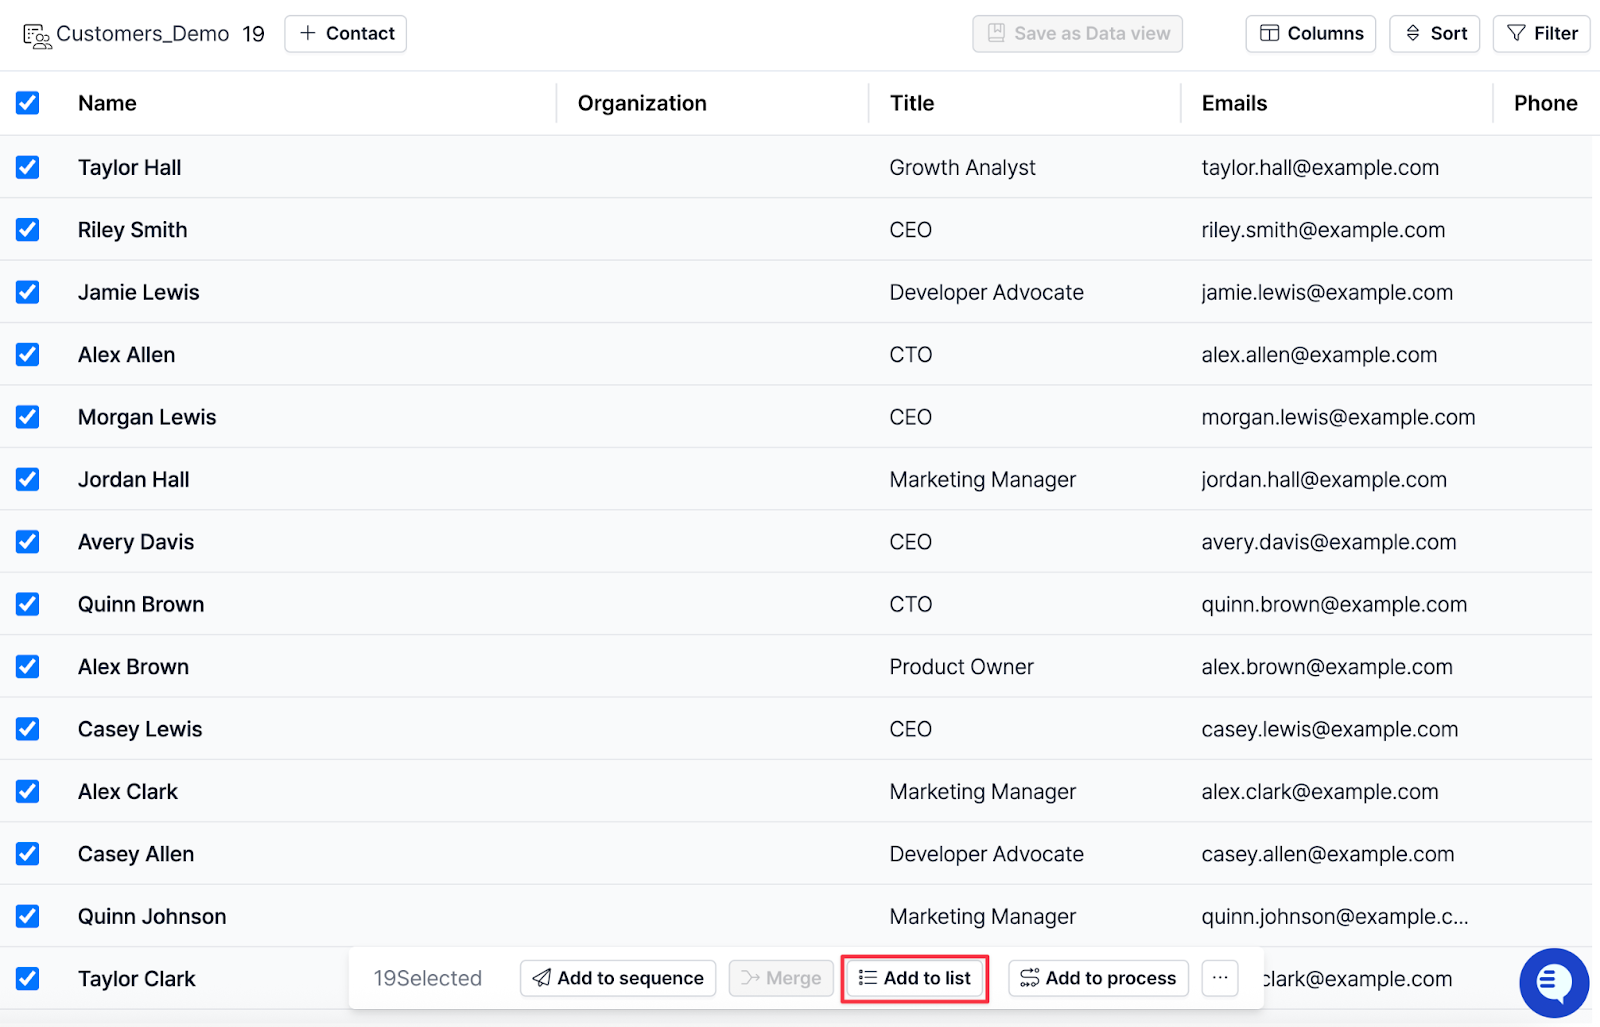 Customers_Demo 19 + Contact Save as Data view Columns Sort Filter
Name Organization Title Emails Phone
Taylor Hall Growth Analyst taylor.hall@example.com
Riley Smith CEO riley.smith@example.com
Jamie Lewis Developer Advocate jamie.lewis@example.com
Alex Allen CTO alex.allen@example.com
Morgan Lewis CEO morgan.lewis@example.com
Jordan Hall Marketing Manager jordan.hall@example.com
Avery Davis CEO avery.davis@example.com
Quinn Brown CTO quinn.brown@example.com
Alex Brown Product Owner alex.brown@example.com
Casey Lewis CEO casey.lewis@example.com
Alex Clark Marketing Manager alex.clark@example.com
Casey Allen Developer Advocate casey.allen@example.com
Quinn Johnson Marketing Manager quinn.johnson@example.c...
Taylor Clark 19Selected Add to sequence Merge Add to list Add to process ... clark@example.com